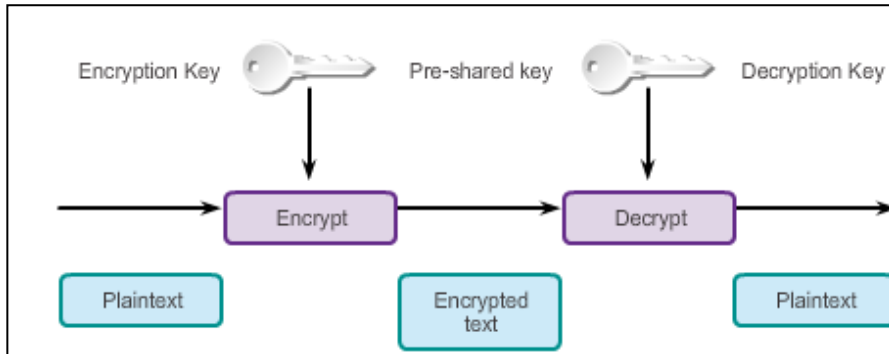 Encryption Key
Pre-shared key
Decryption Key
Encrypt
Decrypt
Plaintext
Encrypted
text
Plaintext